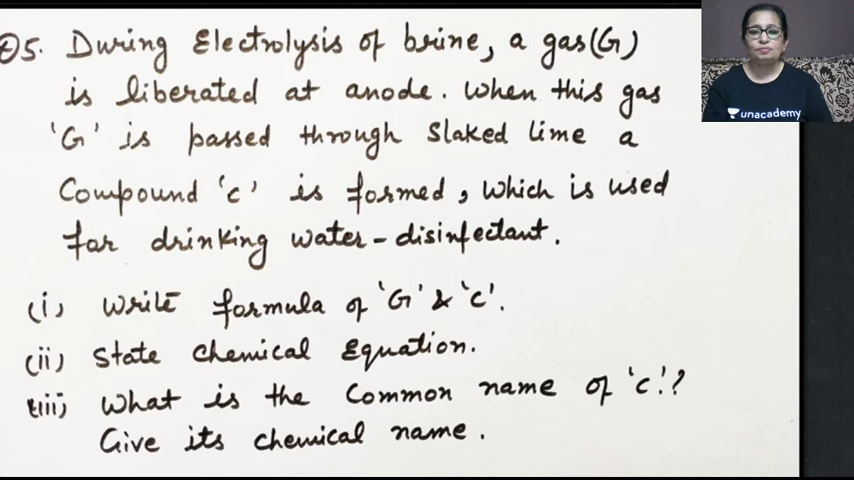 Q5. During Electrolysis of brine, a gas(G)
is liberated at anode. When this gas
'G' is passed through Slaked lime a
Compound 'c' is formed, which is used
for drinking water-disinfectant.
(i) Write formula of 'G' & 'c'.
(ii) State Chemical Equation.
(iii) What is the Common name of 'c'.?
Give its chemical name.
unacademy